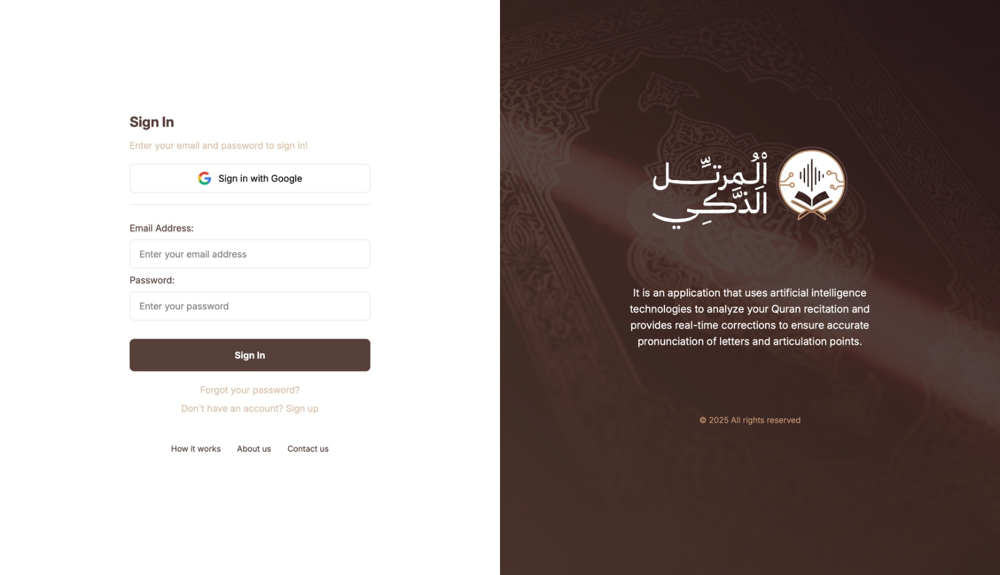 Sign In
Enter your email and password to sign in!
Sign in with Google
Email Address:
Enter your email address
Password:
Enter your password
Sign In
Forgot your password?
Don't have an account? Sign up
How it works
About us
Contact us
الْمُرتِّل
الذَّكِي
It is an application that uses artificial intelligence
technologies to analyze your Quran recitation and
provides real-time corrections to ensure accurate
pronunciation of letters and articulation points.
© 2025 All rights reserved